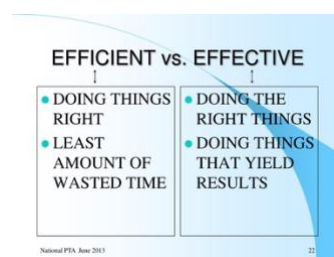 EFFICIENT vs. EFFECTIVE
DOING THINGS
RIGHT
LEAST
AMOUNT OF
WASTED TIME
DOING THE
RIGHT THINGS
DOING THINGS
THAT YIELD
RESULTS
National PTA June 2013
22